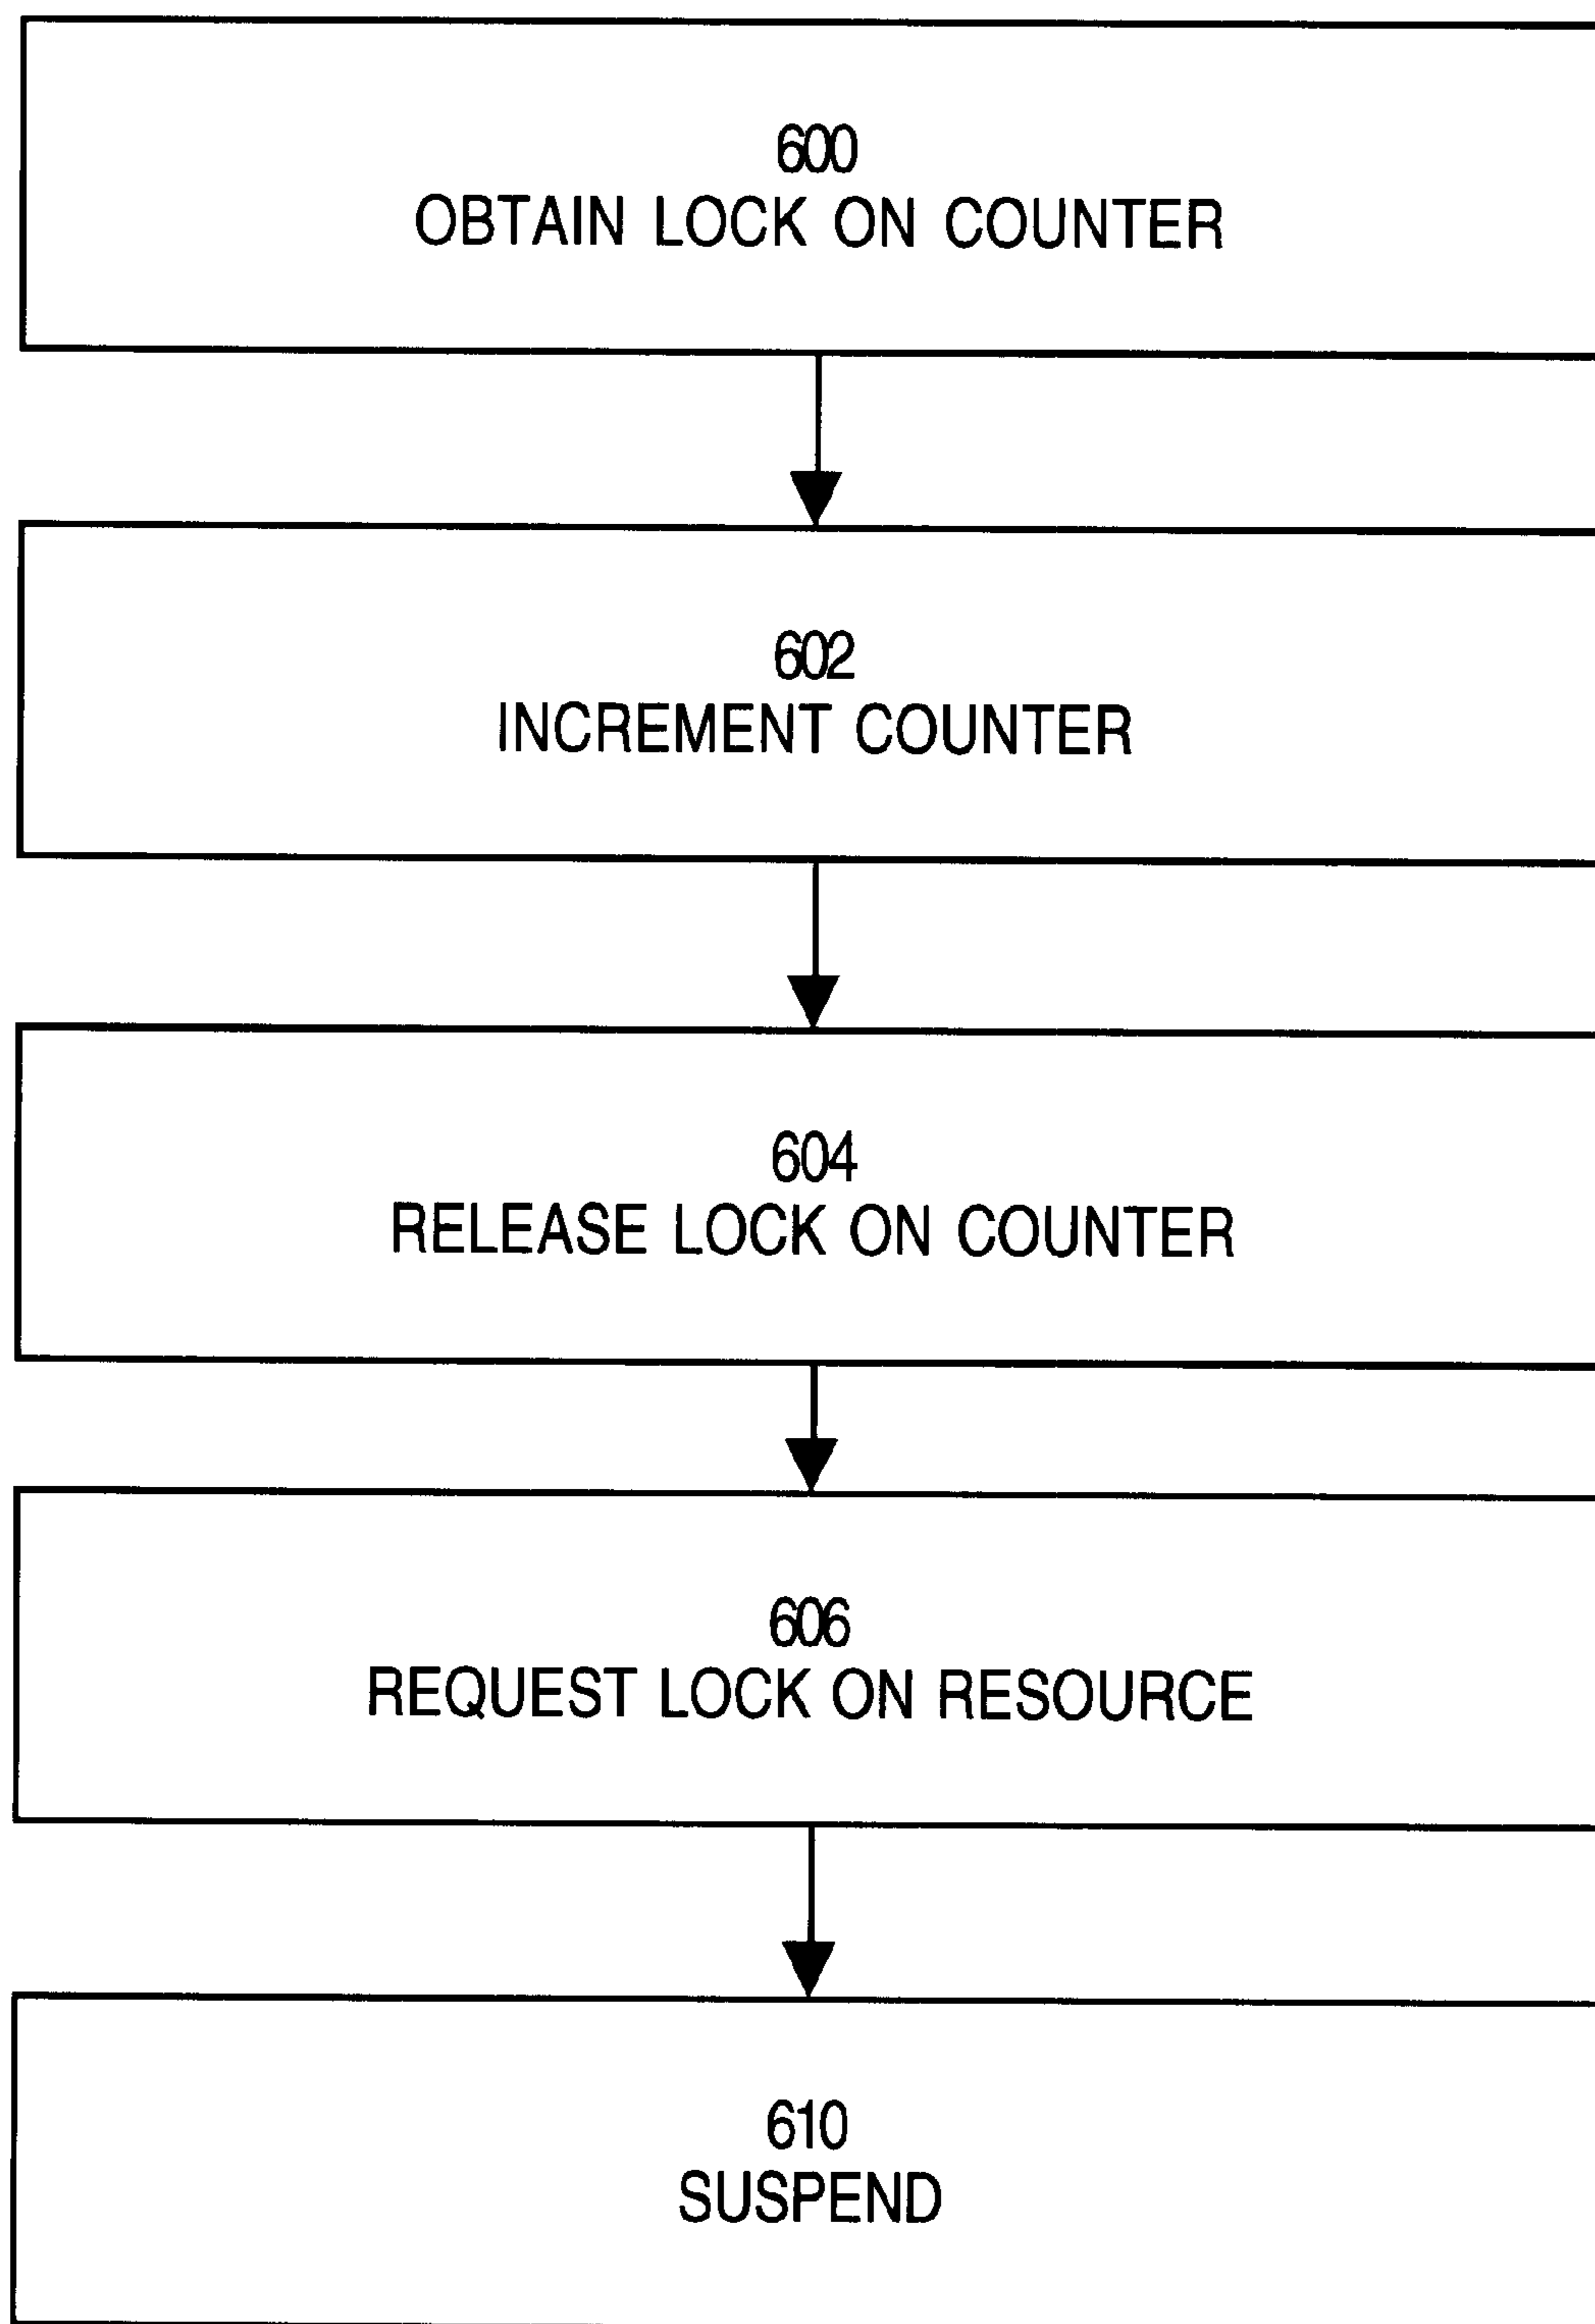 600
OBTAIN LOCK ON COUNTER
602
INCREMENT COUNTER
604
RELEASE LOCK ON COUNTER
606
REQUEST LOCK ON RESOURCE
610
SUSPEND